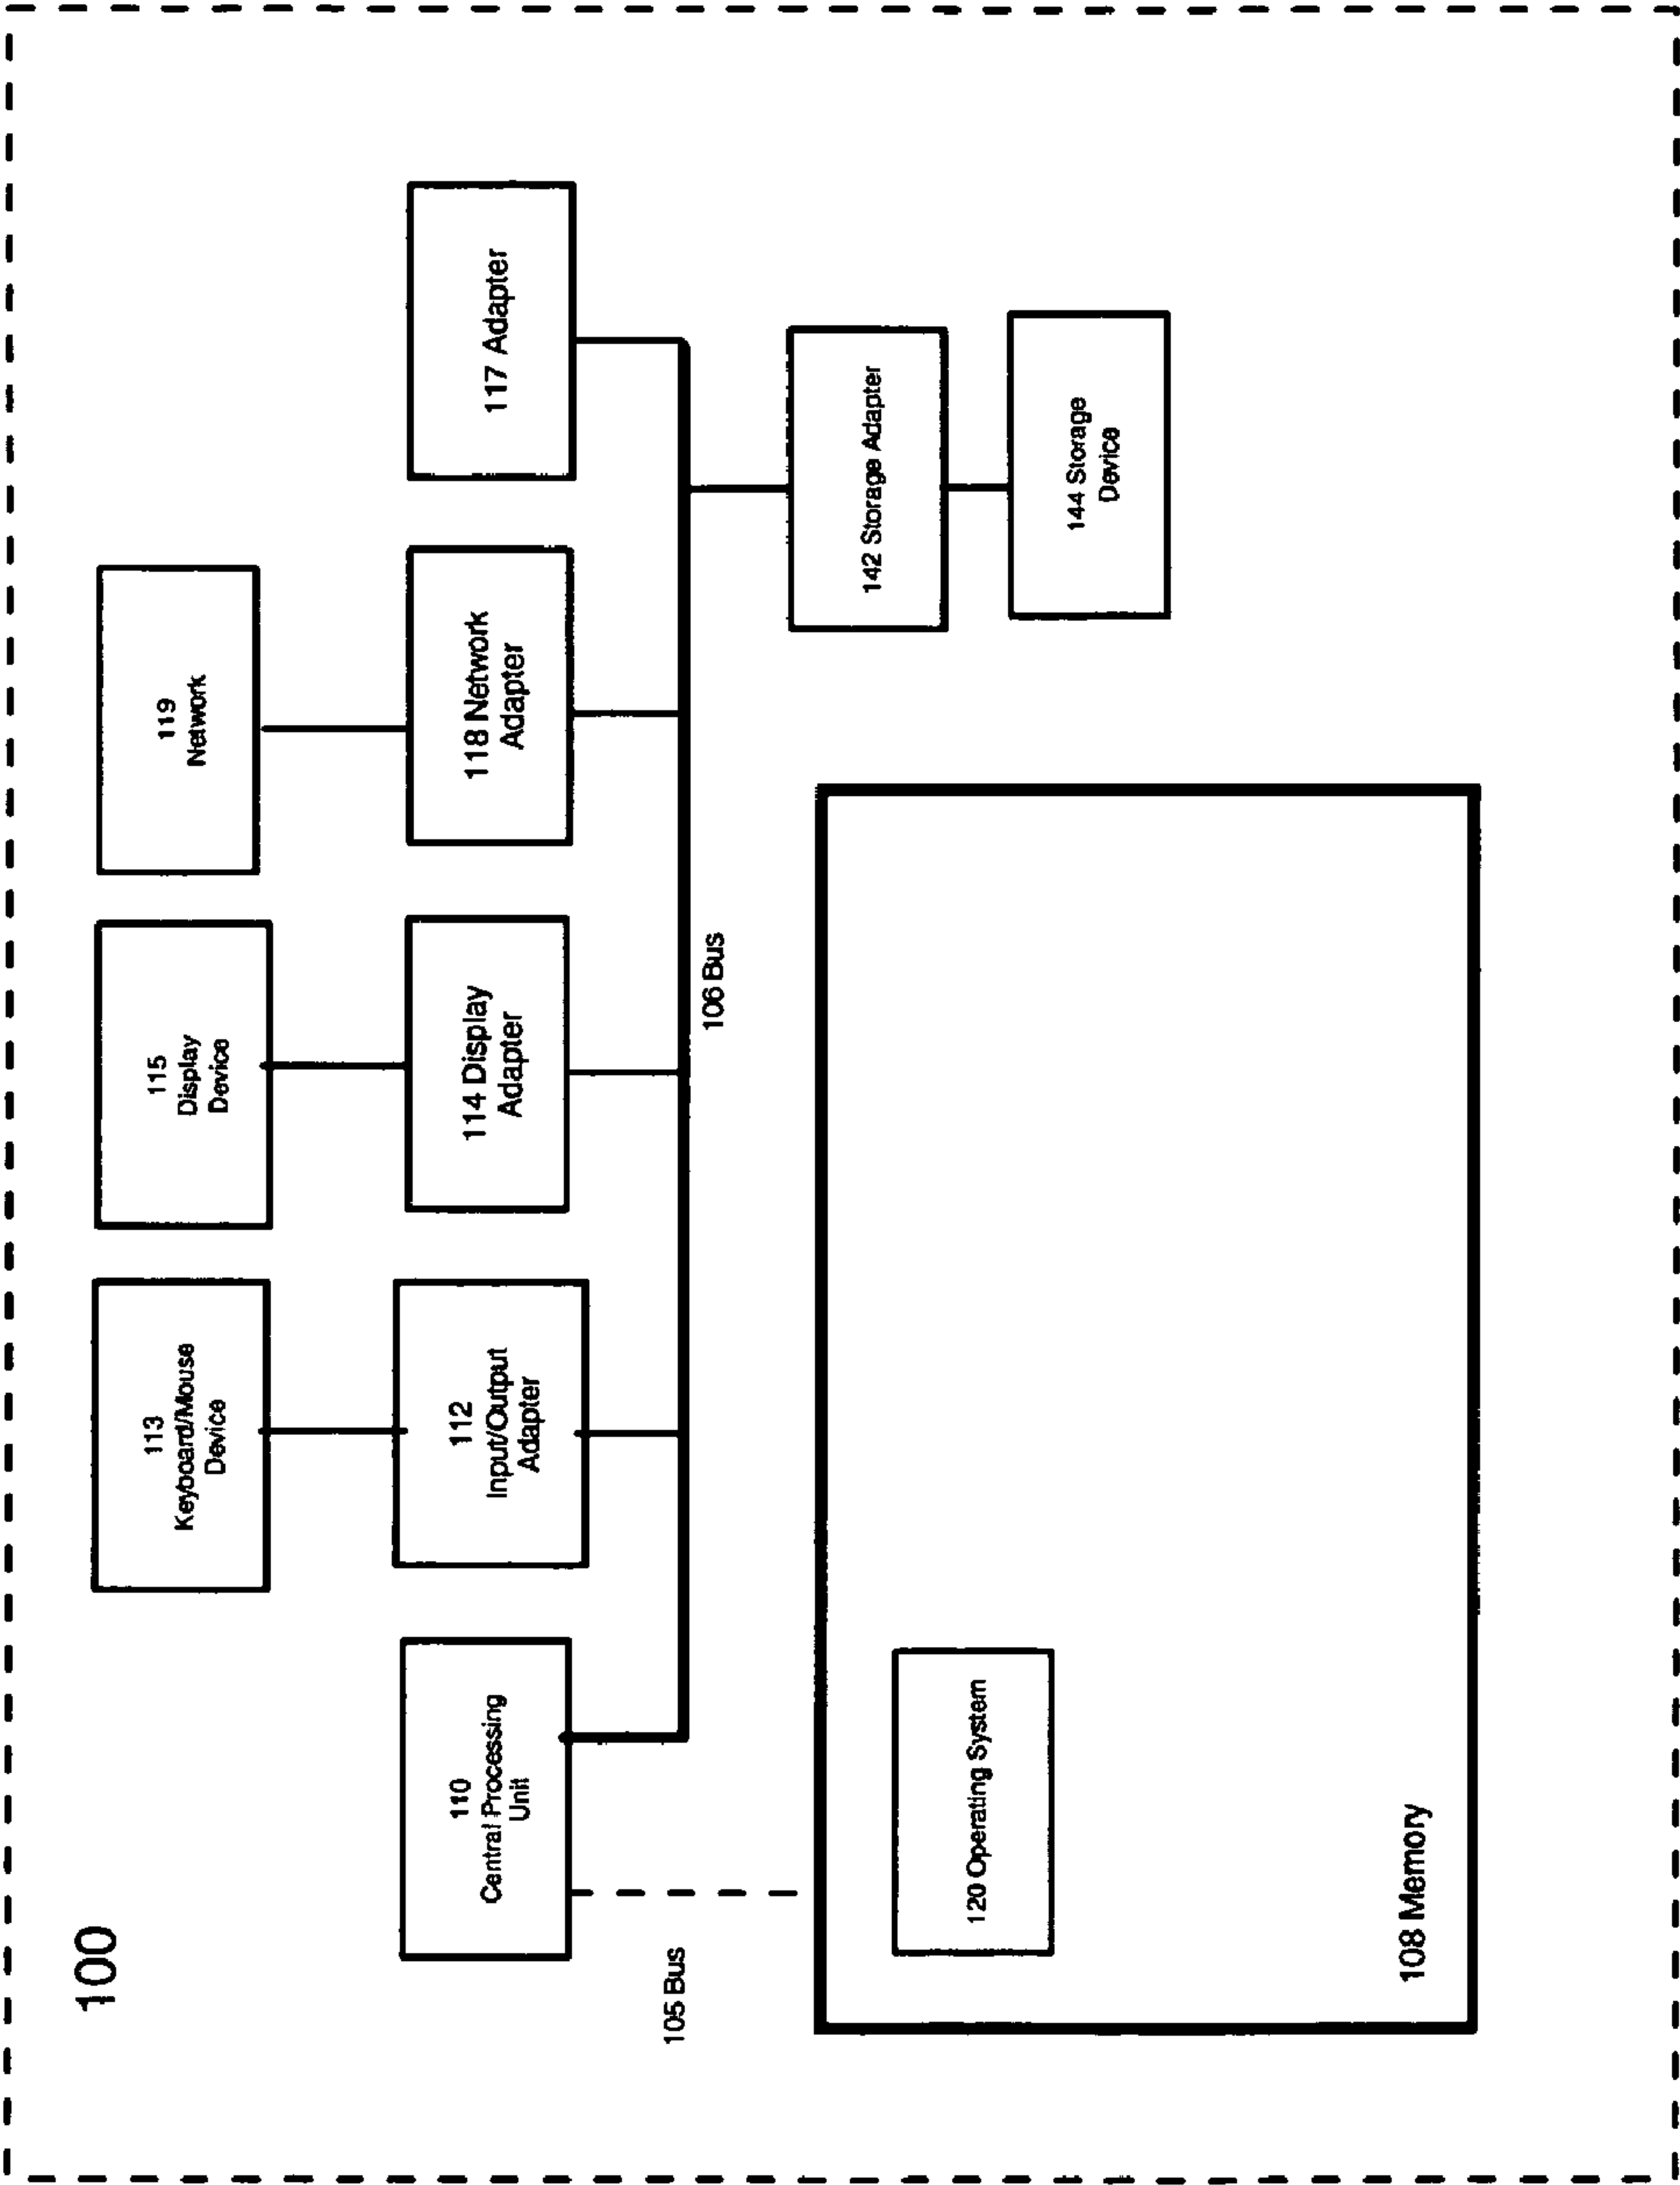 100
113
Keyboard/Mouse
Device
115
Display
Device
119
Network
110
Central Processing
Unit
112
Input/Output
Adapter
114 Display
Adapter
118 Network
Adapter
117 Adapter
105 Bus
106 Bus
142 Storage Adapter
120 Operating System
144 Storage
Device
108 Memory